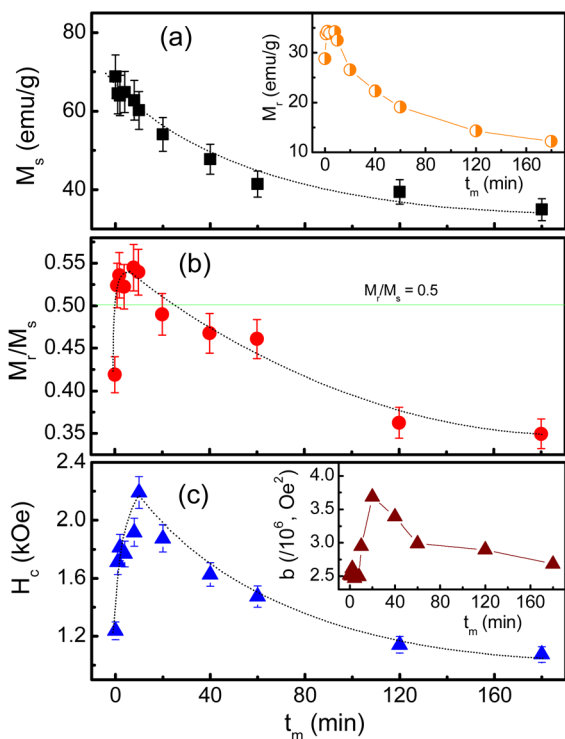 (a)
M_s (emu/g)
80
60
40
M_r (emu/g)
30
20
10
0 40 80 120 160
t_m (min)
(b)
M_r/M_s
0.55
0.50
0.45
0.40
0.35
M_r/M_s = 0.5
(c)
H_c (kOe)
2.4
2.0
1.6
1.2
b (/10^6, Oe^2)
4.0
3.5
3.0
2.5
0 40 80 120 160
t_m (min)
0 40 80 120 160
t_m (min)